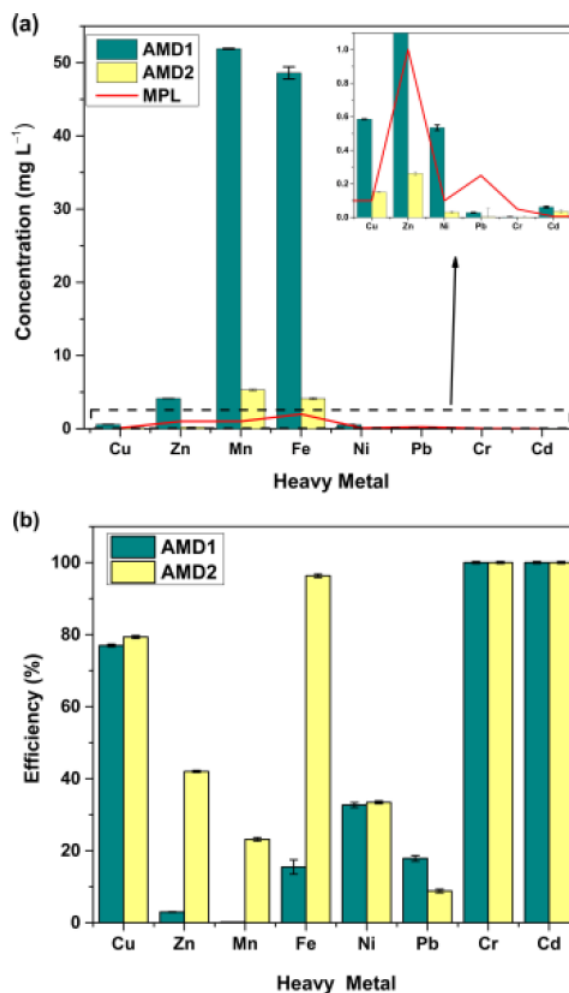 (a)
AMD1
AMD2
MPL
Concentration (mg L⁻¹)
50
40
30
20
10
0
Cu Zn Mn Fe Ni Pb Cr Cd
Heavy Metal
1.0
0.8
0.6
0.4
0.2
0.0
Cu Zn Ni Pb Cr Cd
(b)
AMD1
AMD2
Efficiency (%)
100
80
60
40
20
0
Cu Zn Mn Fe Ni Pb Cr Cd
Heavy Metal